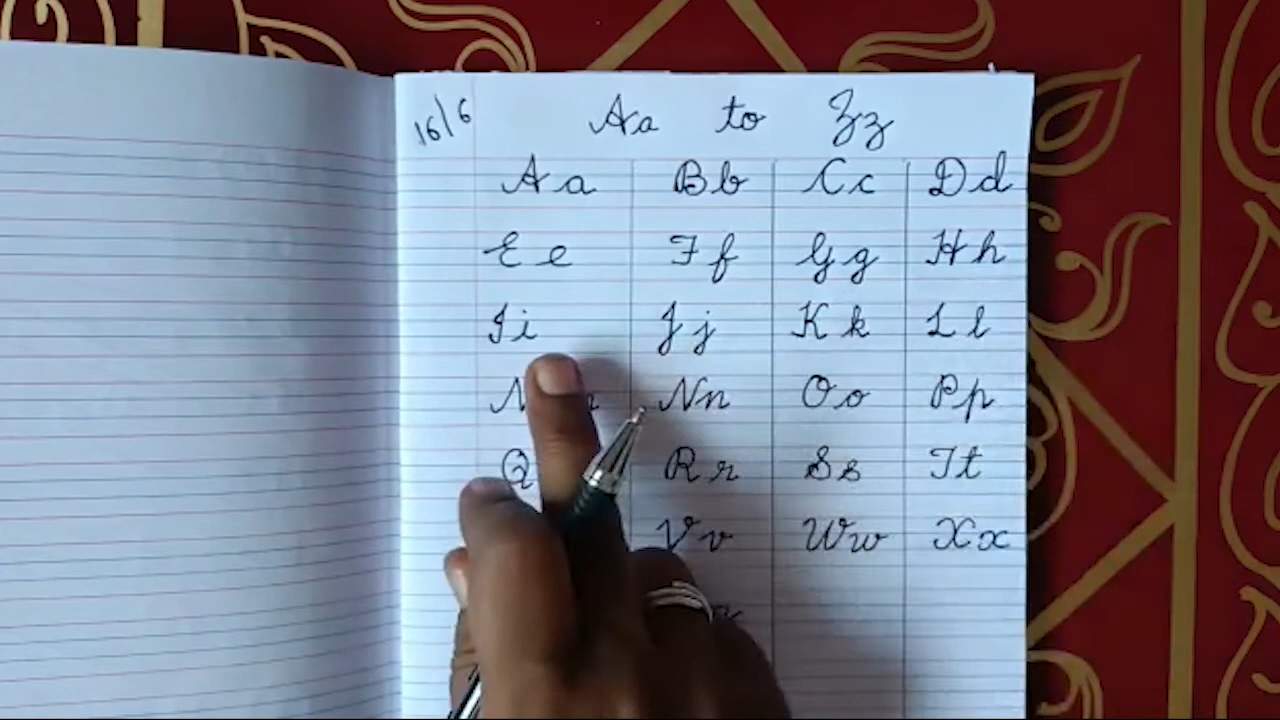 16/6 Aa to Zz
Aa Bb Cc Dd
Ee Ff Gg Hh
Ii Jj Kk Ll
Nn Oo Pp
Q Rr Ss Tt
Vv Ww Xx